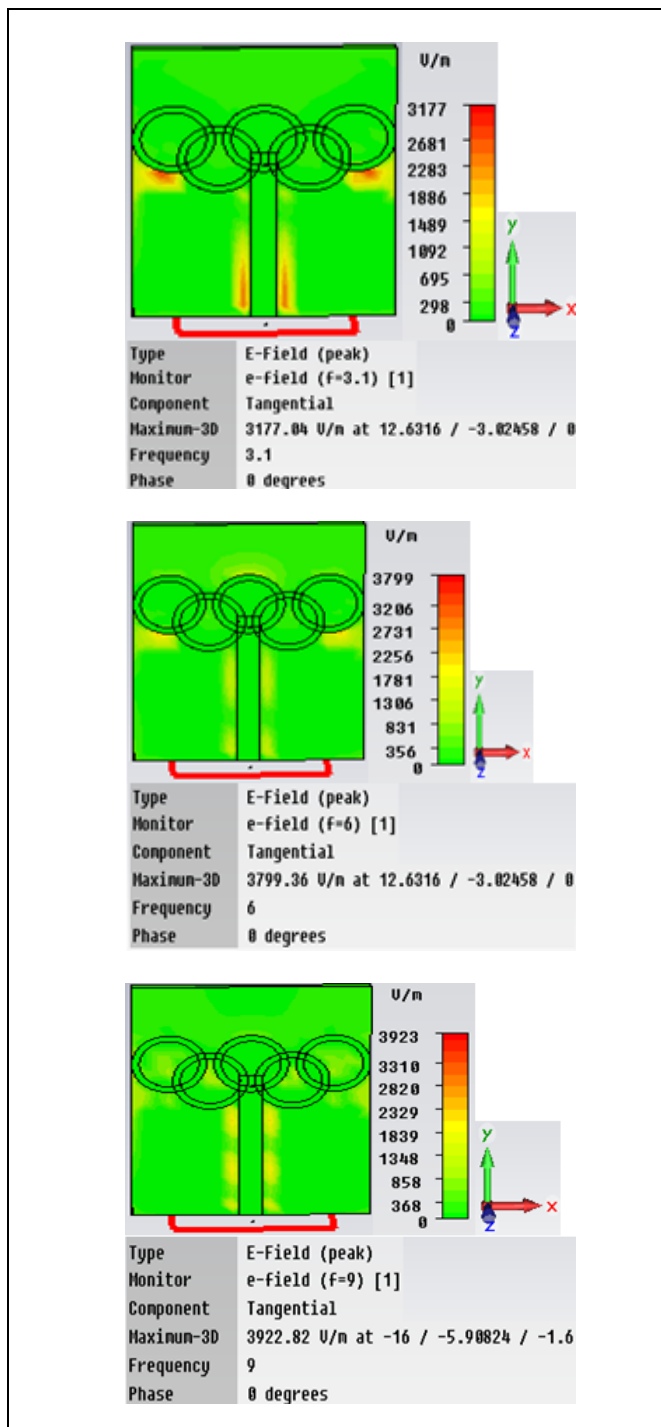 V/m
3177
2681
2283
1886
1489
1092
695
298
0
y
x
z
Type E-Field (peak)
Monitor e-field (f=3.1) [1]
Component Tangential
Maximum-3D 3177.04 V/m at 12.6316 / -3.02458 / 0
Frequency 3.1
Phase 0 degrees
V/m
3799
3206
2731
2256
1781
1306
831
356
0
y
x
z
Type E-Field (peak)
Monitor e-field (f=6) [1]
Component Tangential
Maximum-3D 3799.36 V/m at 12.6316 / -3.02458 / 0
Frequency 6
Phase 0 degrees
V/m
3923
3310
2820
2329
1839
1348
858
368
0
y
x
z
Type E-Field (peak)
Monitor e-field (f=9) [1]
Component Tangential
Maximum-3D 3922.82 V/m at -16 / -5.90824 / -1.6
Frequency 9
Phase 0 degrees